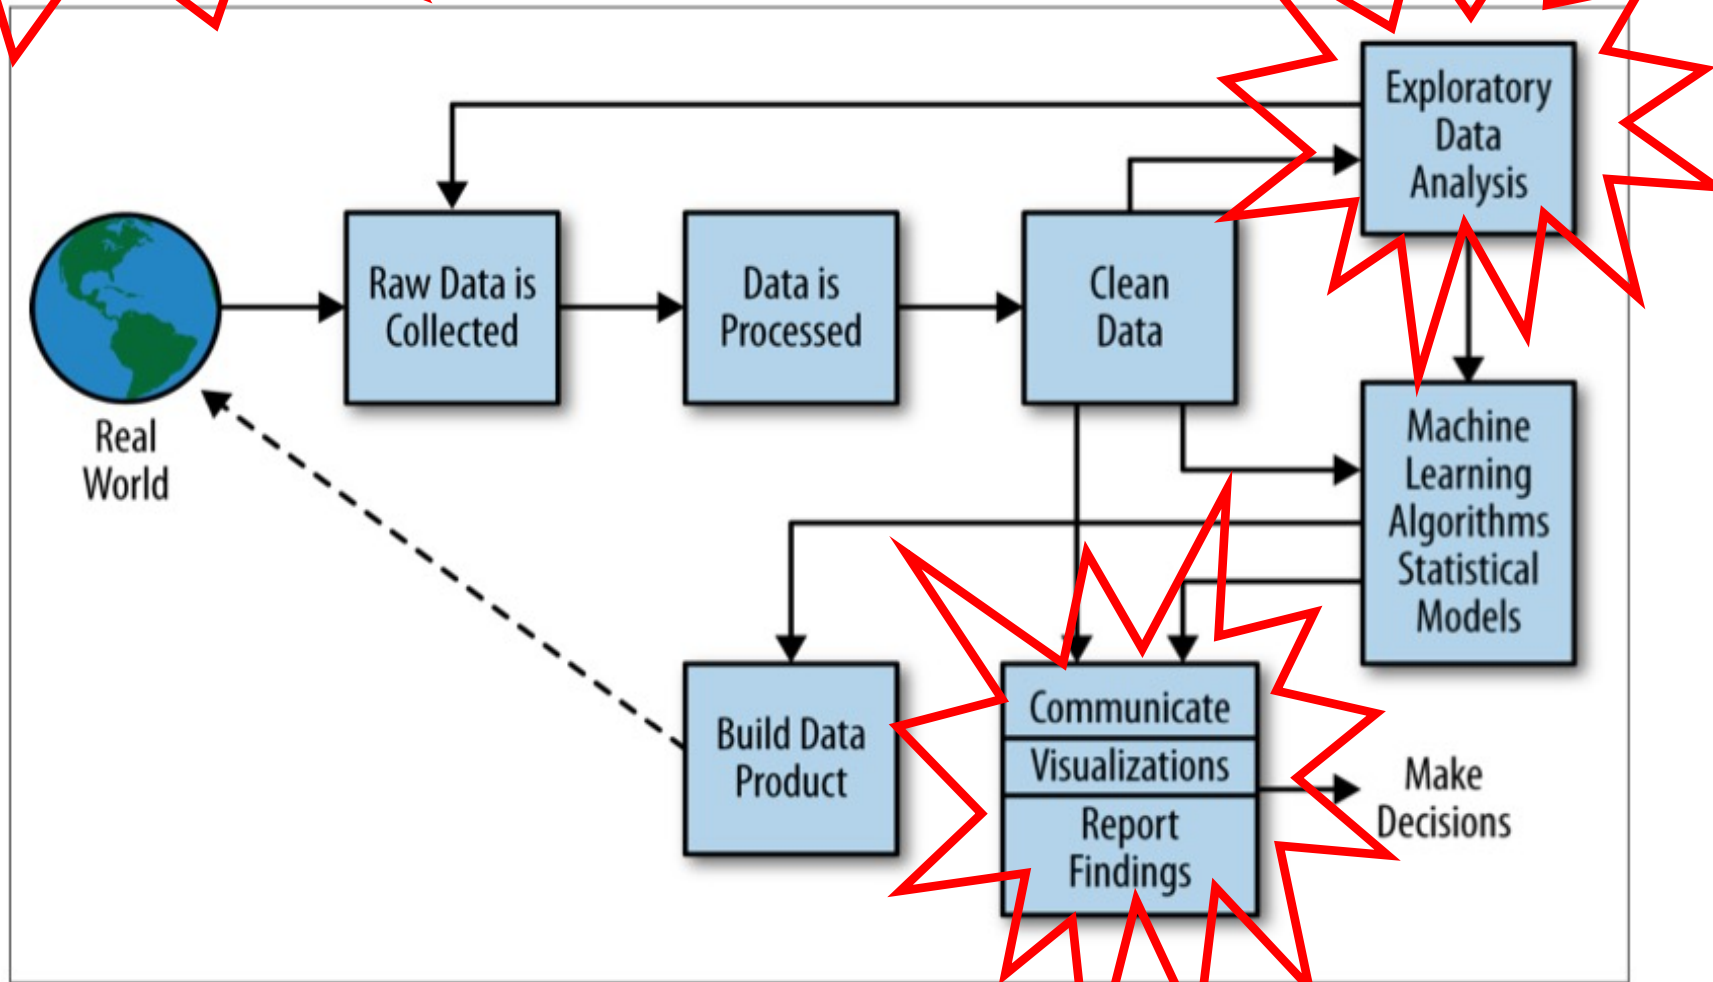 Exploratory
Data
Analysis
Raw Data is
Collected
Data is
Processed
Clean
Data
Real
World
Machine
Learning
Algorithms
Statistical
Models
Build Data
Product
Communicate
Visualizations
Report
Findings
Make
Decisions